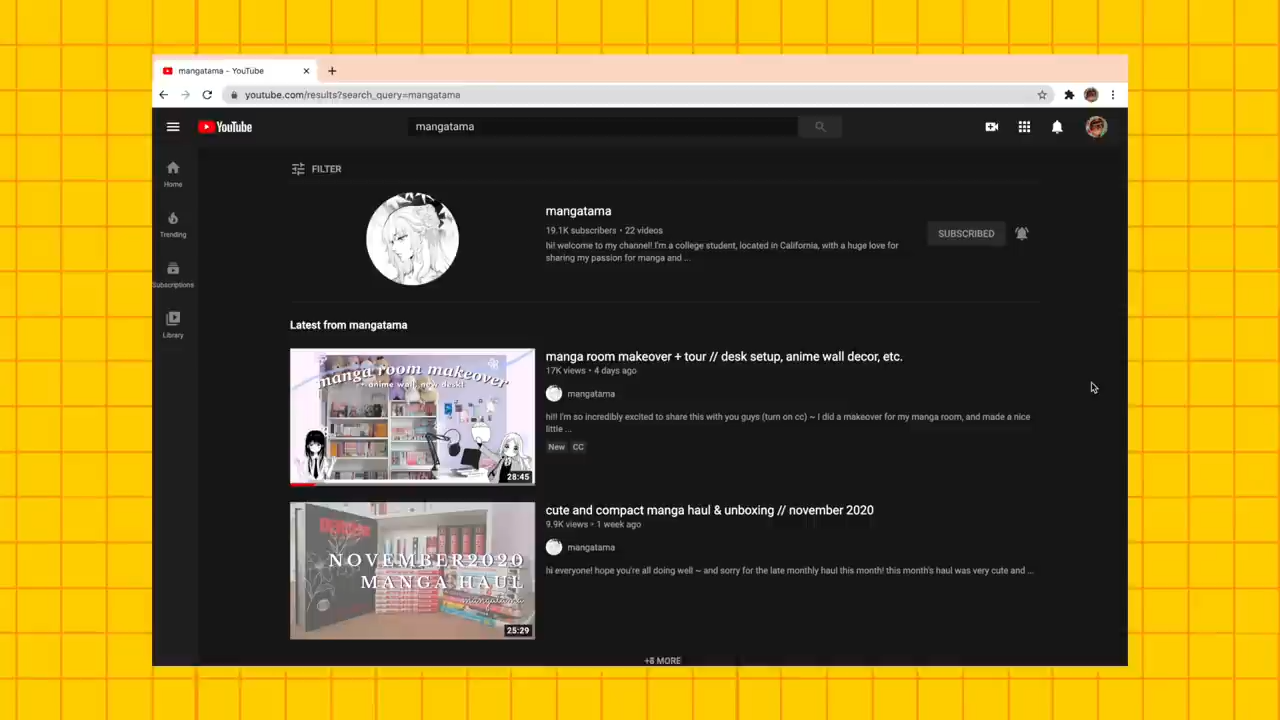 mangatama - YouTube
youtube.com/results?search_query=mangatama
YouTube
mangatama
Home
Trending
Subscriptions
Library
FILTER
mangatama
19.1K subscribers • 22 videos
hi! welcome to my channel! I'm a college student, located in California, with a huge love for
sharing my passion for manga and ...
SUBSCRIBED
Latest from mangatama
manga room makeover
+ anime wall, new desk!
28:45
manga room makeover + tour // desk setup, anime wall decor, etc.
17K views • 4 days ago
mangatama
hi!! I'm so incredibly excited to share this with you guys (turn on cc) ~ I did a makeover for my manga room, and made a nice
little ...
New CC
NOVEMBER2020
MANGA HAUL
mangatama
25:29
cute and compact manga haul & unboxing // november 2020
9.9K views • 1 week ago
mangatama
hi everyone! hope you're all doing well ~ and sorry for the late monthly haul this month! this month's haul was very cute and ...
MORE